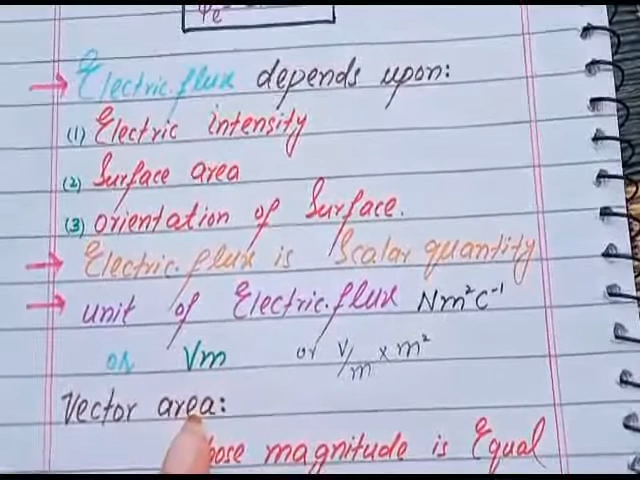 φe
→ Electric flux depends upon:
(1) Electric intensity
(2) Surface area
(3) orientation of Surface.
→ Electric flux is Scalar quantity
→ unit of Electric flux Nm²C⁻¹
or Vm or V/m × m²
Vector area:
magnitude is Equal